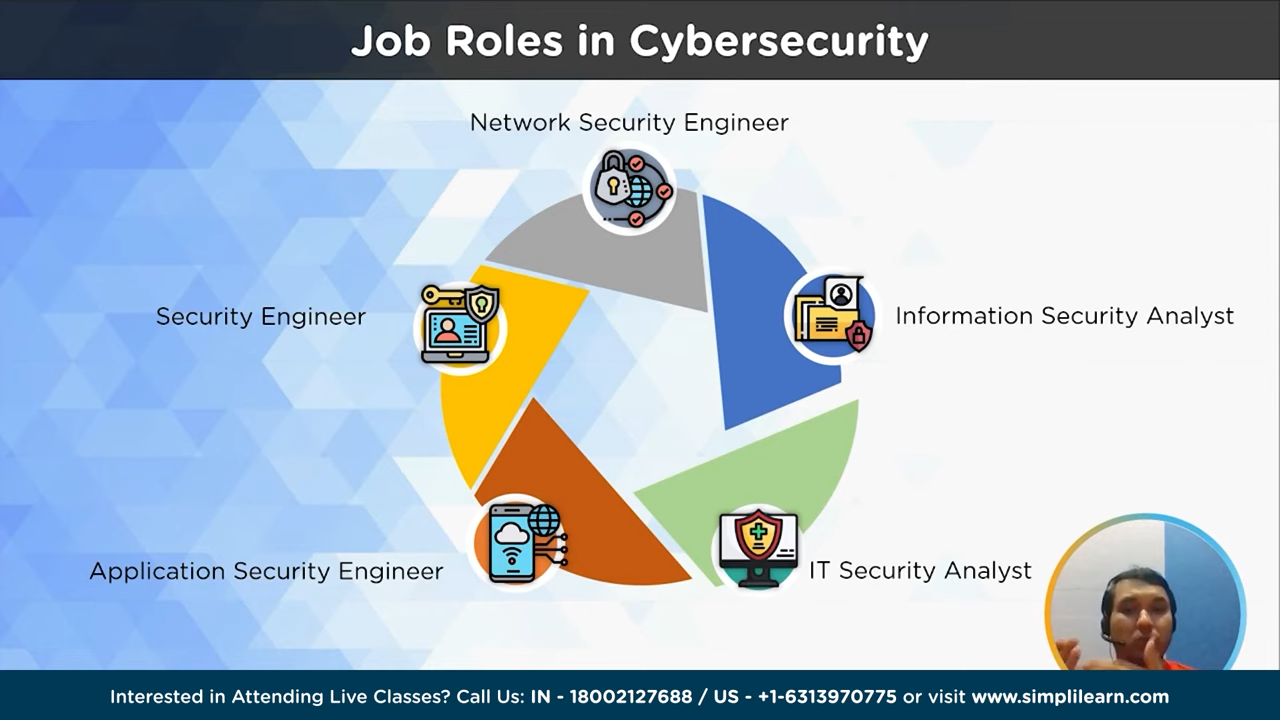 Job Roles in Cybersecurity
Network Security Engineer
Security Engineer
Information Security Analyst
Application Security Engineer
IT Security Analyst
Interested in Attending Live Classes? Call Us: IN - 18002127688 / US - +1-6313970775 or visit www.simplilearn.com